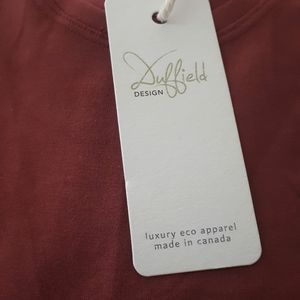 Duffield
DESIGN
luxury eco apparel
made in canada